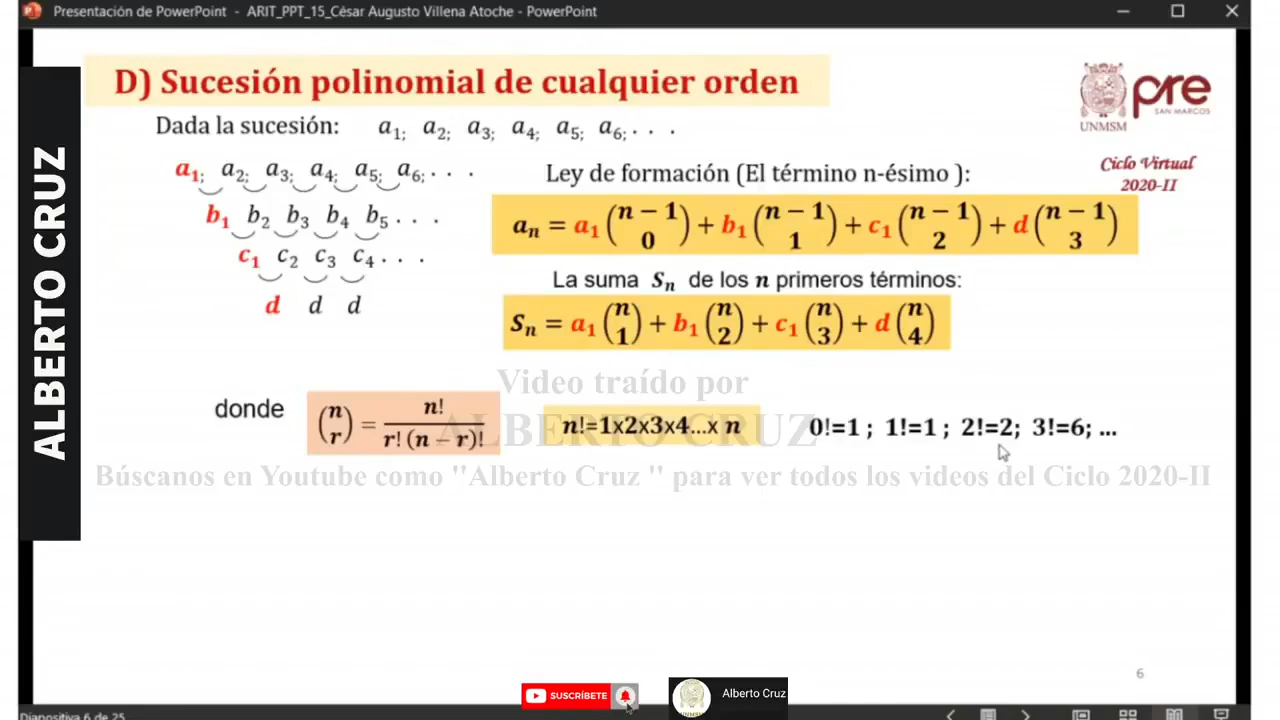 Presentación de PowerPoint - ARIT_PPT_15_César Augusto Villena Atoche - PowerPoint
ALBERTO CRUZ
D) Sucesión polinomial de cualquier orden
UNMSM
pre
SAN MARCOS
Ciclo Virtual
2020-II
Dada la sucesión: a₁; a₂; a₃; a₄; a₅; a₆; . . .
a₁; a₂; a₃; a₄; a₅; a₆; . . .
b₁ b₂ b₃ b₄ b₅ . . .
c₁ c₂ c₃ c₄ . . .
d d d
Ley de formación (El término n-ésimo ):
aₙ = a₁ (n − 1 0) + b₁ (n − 1 1) + c₁ (n − 1 2) + d (n − 1 3)
La suma Sₙ de los n primeros términos:
Sₙ = a₁ (n 1) + b₁ (n 2) + c₁ (n 3) + d (n 4)
Video traído por
ALBERTO CRUZ
Búscanos en Youtube como "Alberto Cruz " para ver todos los videos del Ciclo 2020-II
donde (n r) = n! / r! (n − r)!
n!=1x2x3x4...x n
0!=1 ; 1!=1 ; 2!=2; 3!=6; ...
6
SUSCRÍBETE
Alberto Cruz
Diapositiva 6 de 25